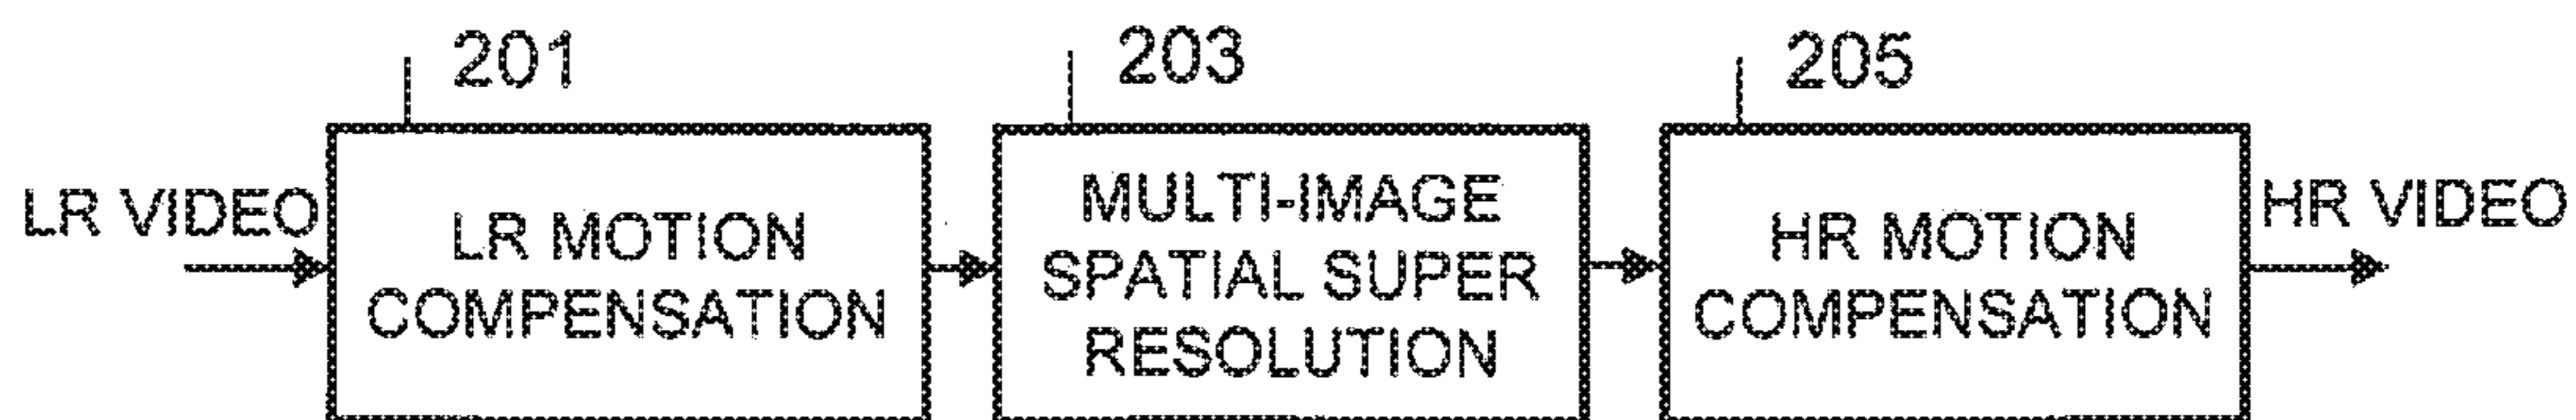 201
203
205
LR VIDEO
LR MOTION
COMPENSATION
MULTI-IMAGE
SPATIAL SUPER
RESOLUTION
HR MOTION
COMPENSATION
HR VIDEO